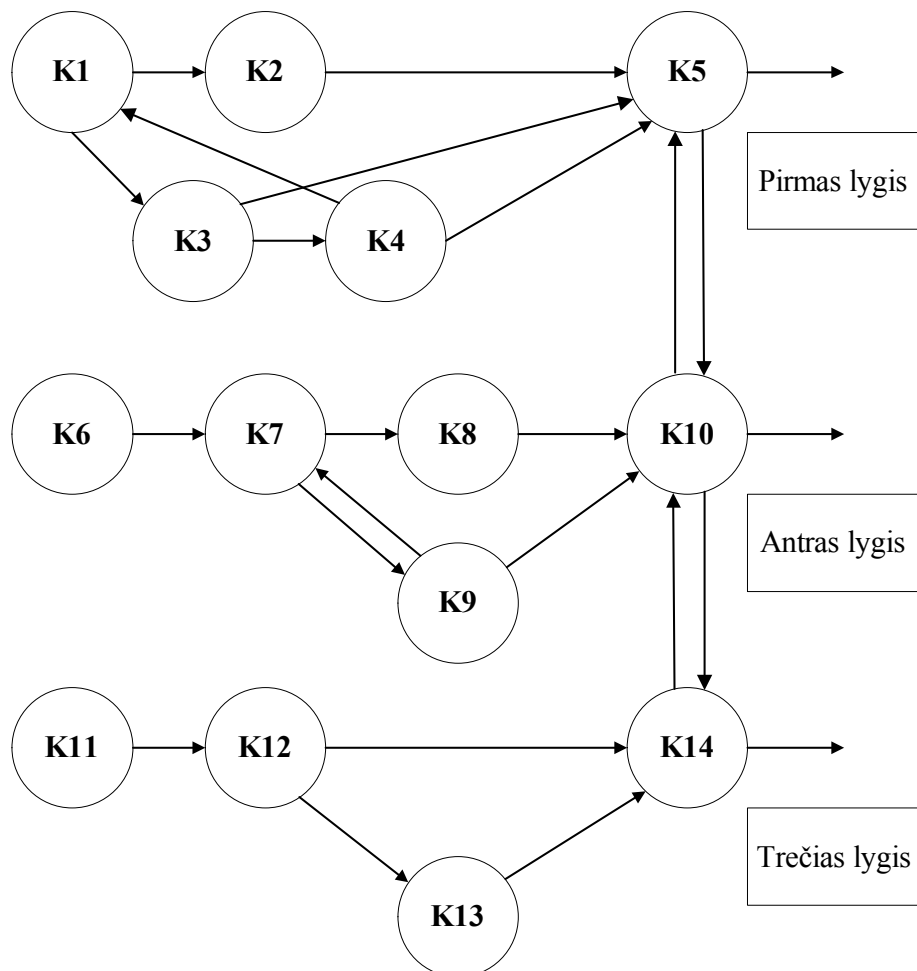 K1
K2
K5
Pirmas lygis
K3
K4
K6
K7
K8
K10
Antras lygis
K9
K11
K12
K14
Trečias lygis
K13